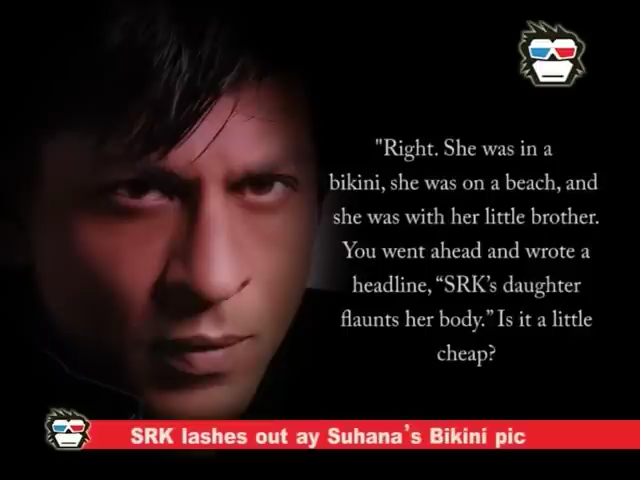 "Right. She was in a
bikini, she was on a beach, and
she was with her little brother.
You went ahead and wrote a
headline, “SRK’s daughter
flaunts her body.” Is it a little
cheap?
SRK lashes out ay Suhana’s Bikini pic